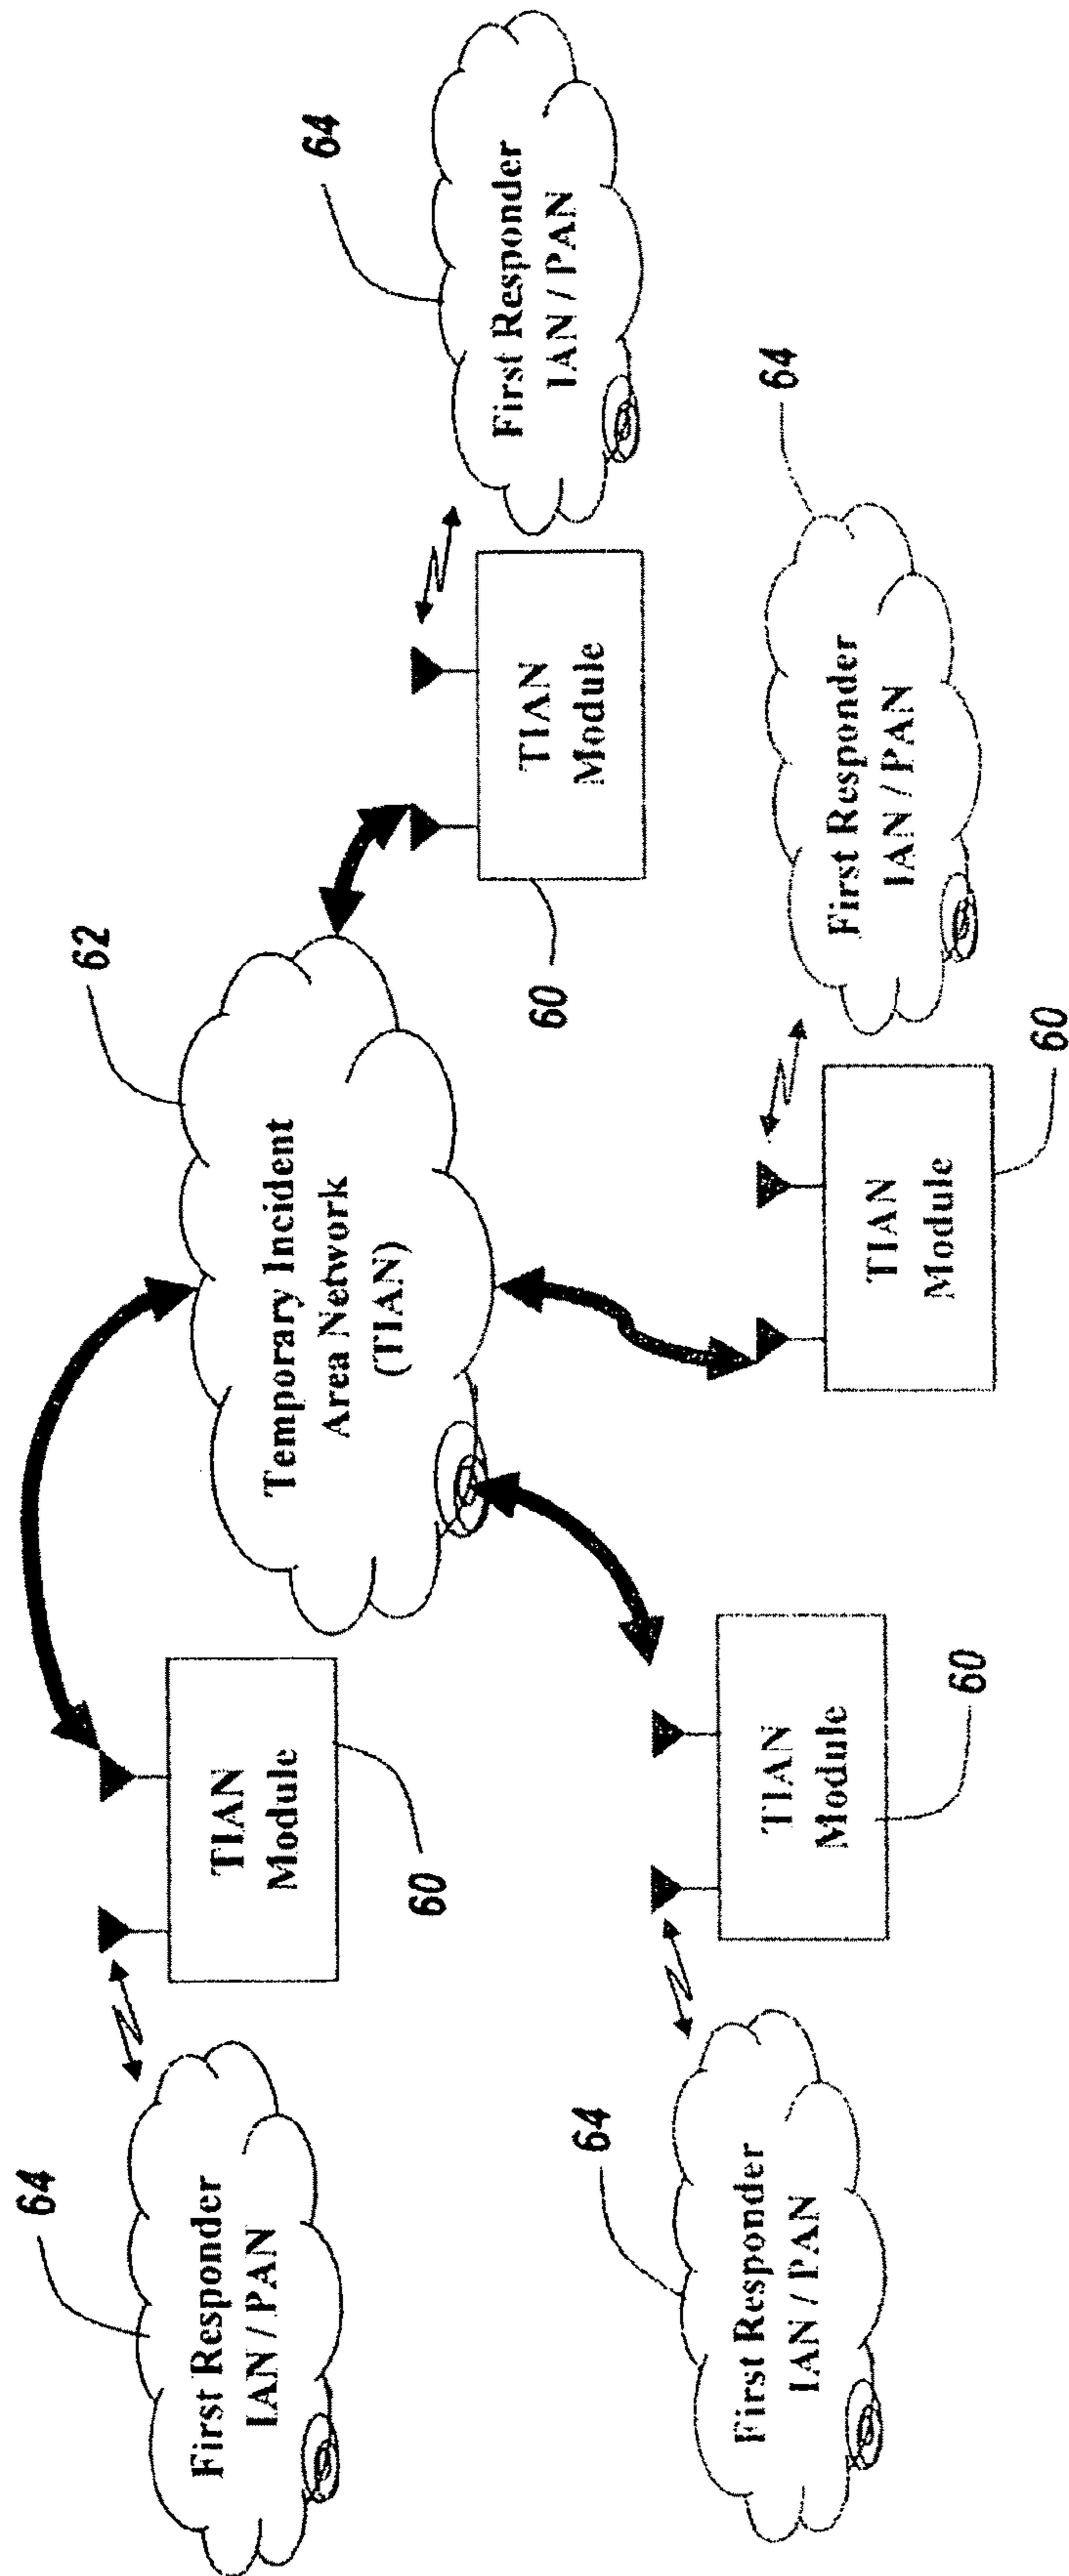 64
First Responder
IAN / PAN
TIAN
Module
60
62
Temporary Incident
Area Network
(TIAN)
64
First Responder
IAN / PAN
TIAN
Module
60
64
First Responder
IAN / PAN
TIAN
Module
60
TIAN
Module
60
64
First Responder
IAN / PAN